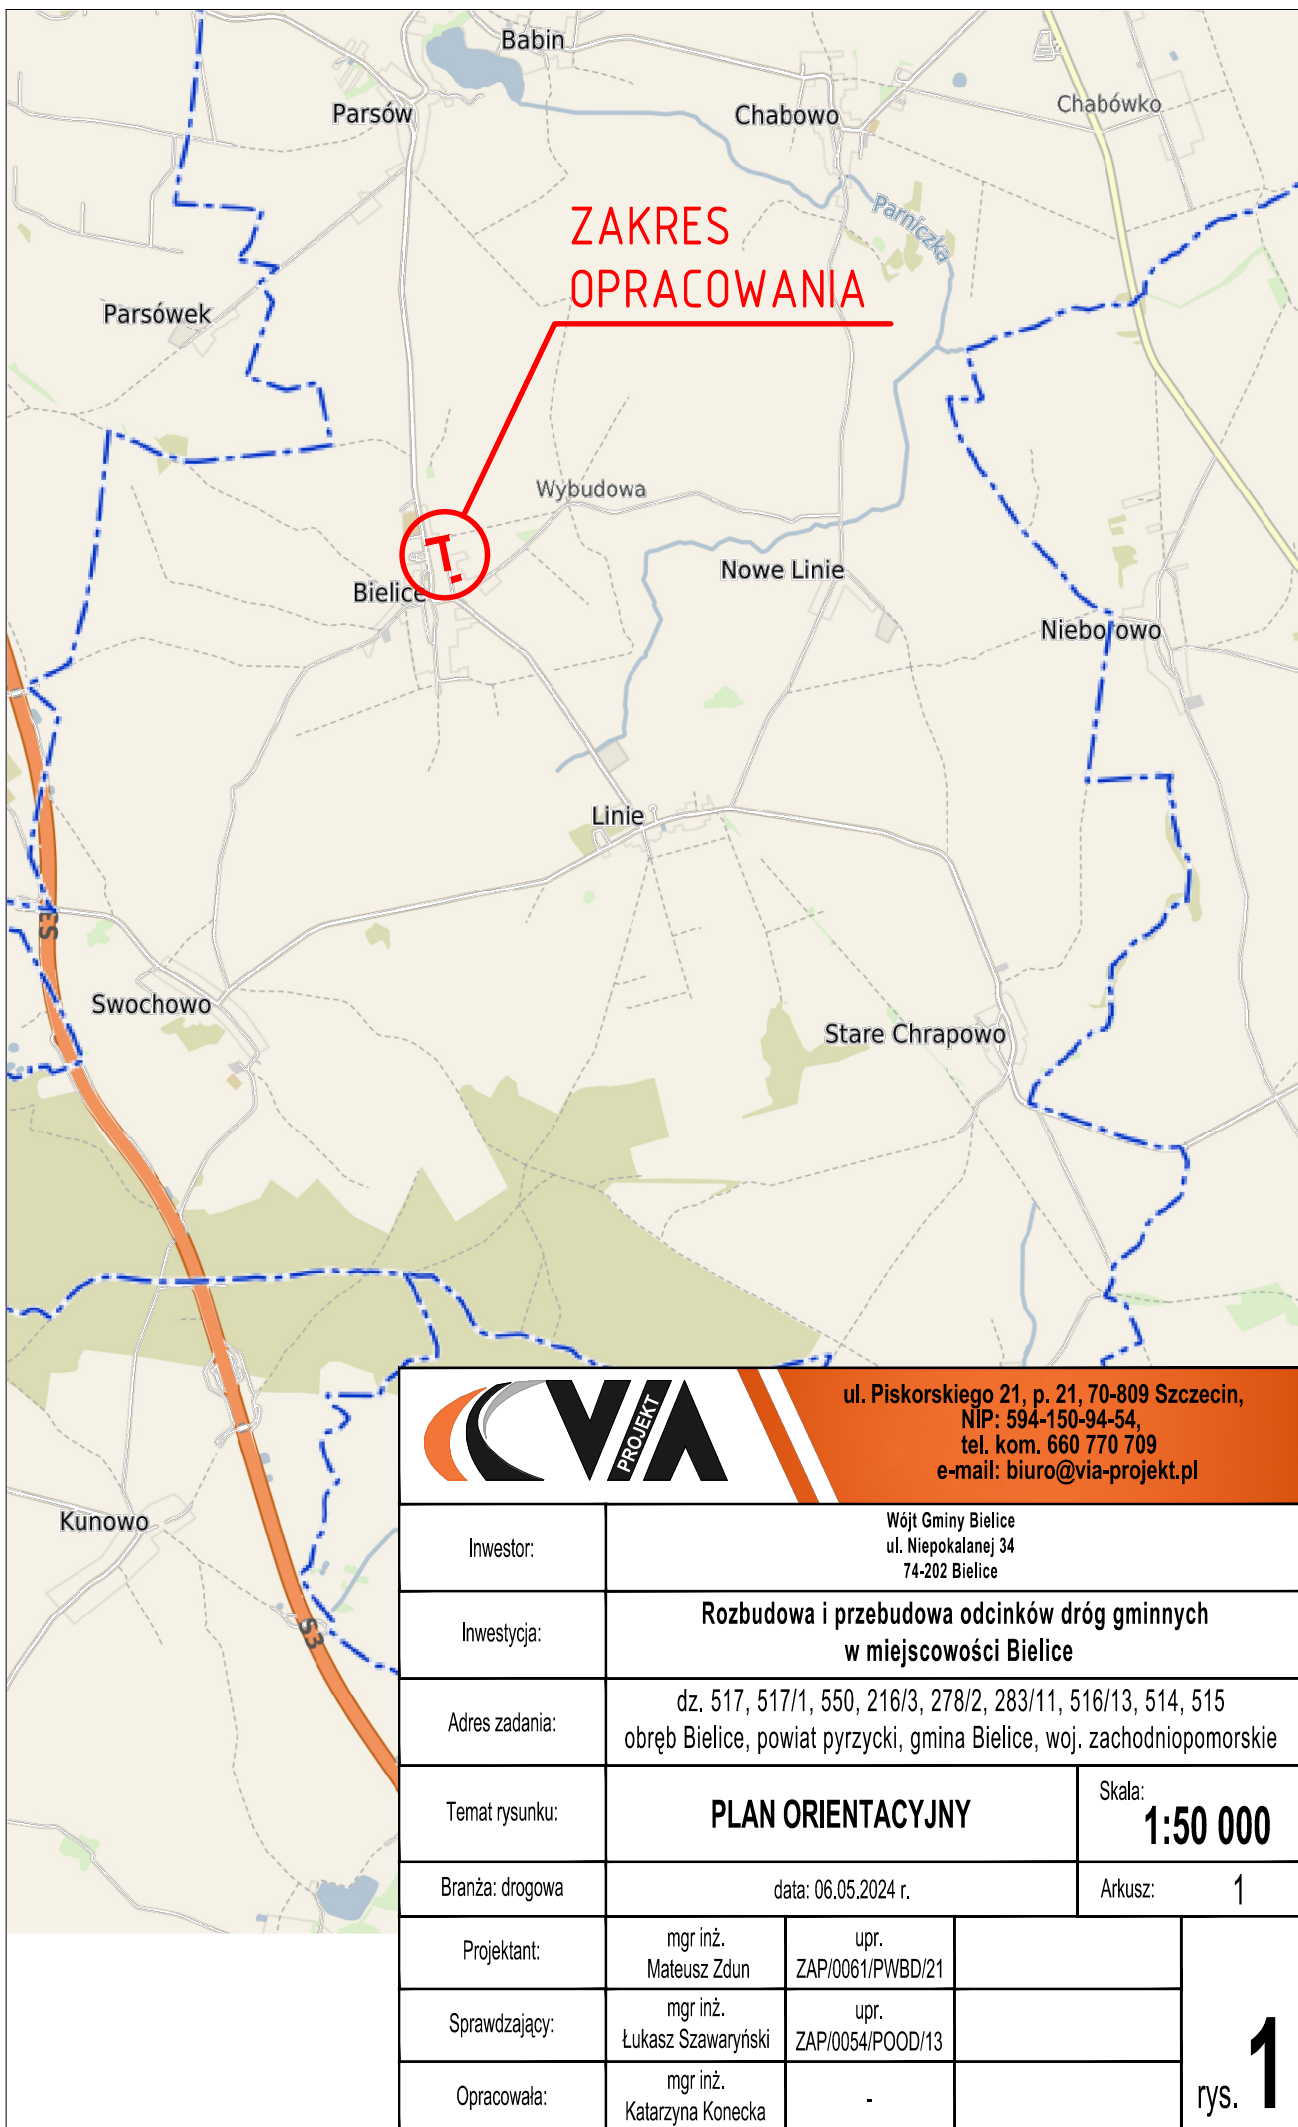 Babin
Parsów
Chabowo
Chabówko
Parniczka
ZAKRES
OPRACOWANIA
Parsówek
Wybudowa
Bielice
Nowe Linie
Nieborowo
Linie
S3
Swochowo
Stare Chrapowo
Kunowo
S3
VIA
PROJEKT
ul. Piskorskiego 21, p. 21, 70-809 Szczecin,
NIP: 594-150-94-54,
tel. kom. 660 770 709
e-mail: biuro@via-projekt.pl
Inwestor:
Wójt Gminy Bielice
ul. Niepokalanej 34
74-202 Bielice
Inwestycja:
Rozbudowa i przebudowa odcinków dróg gminnych
w miejscowości Bielice
Adres zadania:
dz. 517, 517/1, 550, 216/3, 278/2, 283/11, 516/13, 514, 515
obręb Bielice, powiat pyrzycki, gmina Bielice, woj. zachodniopomorskie
Temat rysunku:
PLAN ORIENTACYJNY
Skala:
1:50 000
Branża: drogowa
data: 06.05.2024 r.
Arkusz: 1
Projektant:
mgr inż.
Mateusz Zdun
upr.
ZAP/0061/PWBD/21
Sprawdzający:
mgr inż.
Łukasz Szawaryński
upr.
ZAP/0054/POOD/13
Opracowała:
mgr inż.
Katarzyna Konecka
-
rys. 1